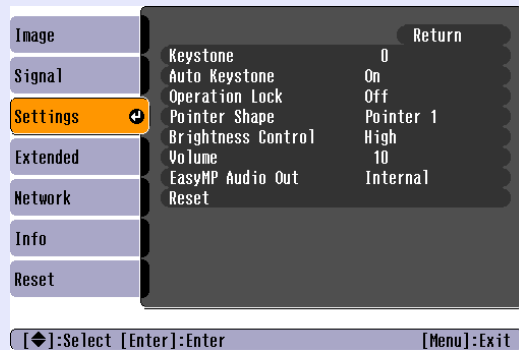 Image
Signal
Settings
Extended
Network
Info
Reset
Return
Keystone 0
Auto Keystone On
Operation Lock Off
Pointer Shape Pointer 1
Brightness Control High
Volume 10
EasyMP Audio Out Internal
Reset
[◆]:Select [Enter]:Enter [Menu]:Exit